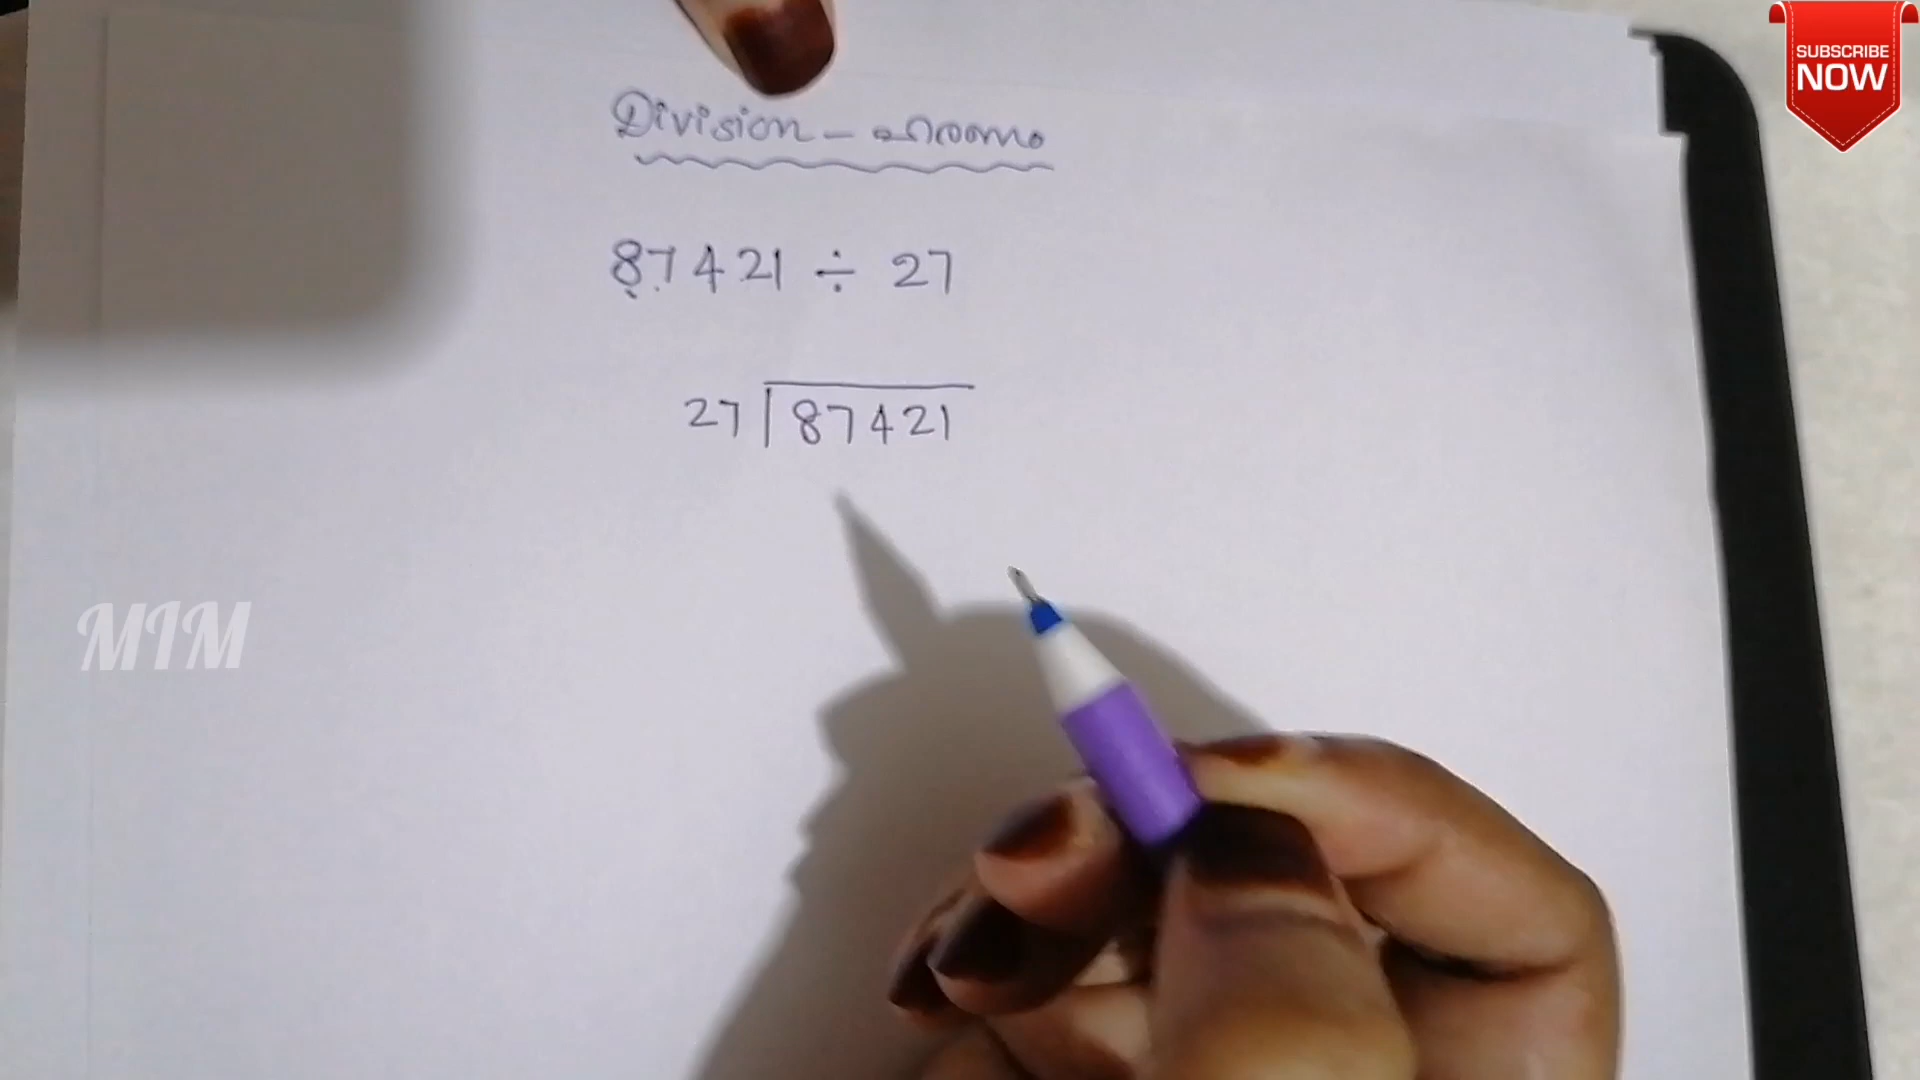 Division - ഹരണം
87421 ÷ 27
27 87421
MIM
SUBSCRIBE
NOW